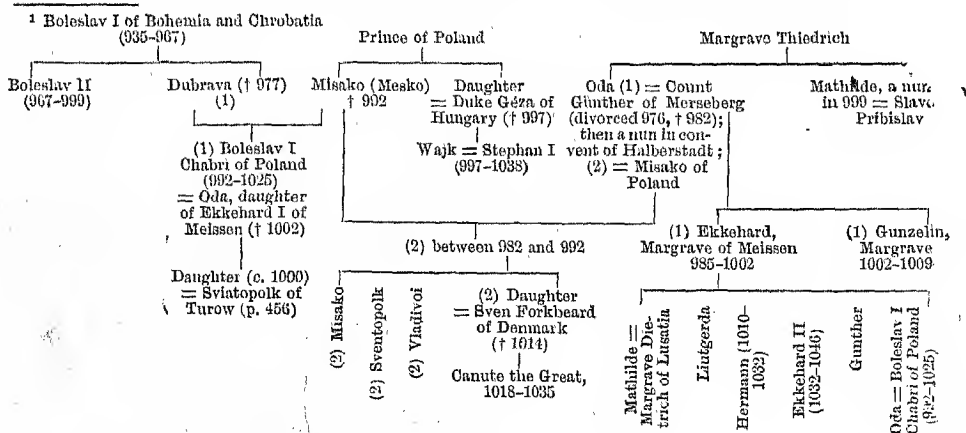 ¹ Boleslav I of Bohemia and Chrobatia
(935–967)
Prince of Poland
Margrave Thiedrich
Boleslav II
(967–999)
Dubrava († 977)
(1)
Misako (Mesko)
† 992
Daughter
= Duke Géza of
Hungary († 997)
Wajk = Stephan I
(997–1038)
Oda (1) = Count
Günther of Merseberg
(divorced 976, † 982);
then a nun in con-
vent of Halberstadt;
(2) = Misako of
Poland
Mathilde, a nun
in 999 = Slave
Pribislav
(1) Boleslav I
Chabri of Poland
(992–1025)
= Oda, daughter
of Ekkehard I of
Meissen († 1002)
Daughter (c. 1000)
= Sviatopolk of
Turow (p. 456)
(2) between 982 and 992
(1) Ekkehard,
Margrave of Meissen
985–1002
(1) Gunzelin,
Margrave
1002–1009
(2) Misako
(2) Sventopolk
(2) Vladivoi
(2) Daughter
= Sven Forkbeard
of Denmark
(† 1014)
Canute the Great,
1018–1035
Mathilde =
Margrave Die-
trich of Lusatia
Liutgerda
Hermann (1010–
1032)
Ekkehard II
(1032–1046)
Gunther
Oda = Boleslav I
Chabri of Poland
(992–1025)